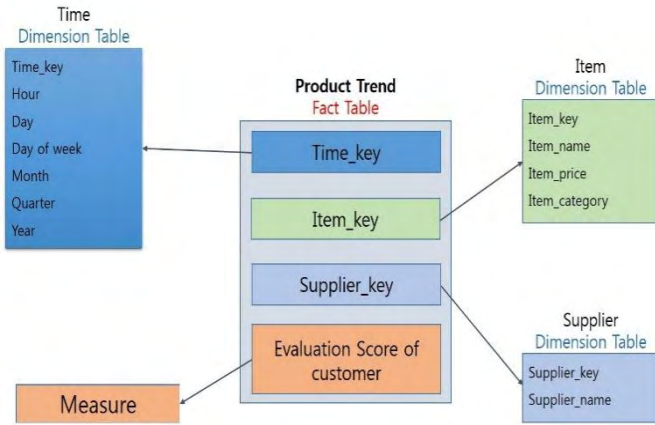 Time
Dimension Table
Time_key
Hour
Day
Day of week
Month
Quarter
Year
Product Trend
Fact Table
Time_key
Item_key
Supplier_key
Evaluation Score of
customer
Measure
Item
Dimension Table
Item_key
Item_name
Item_price
Item_category
Supplier
Dimension Table
Supplier_key
Supplier_name